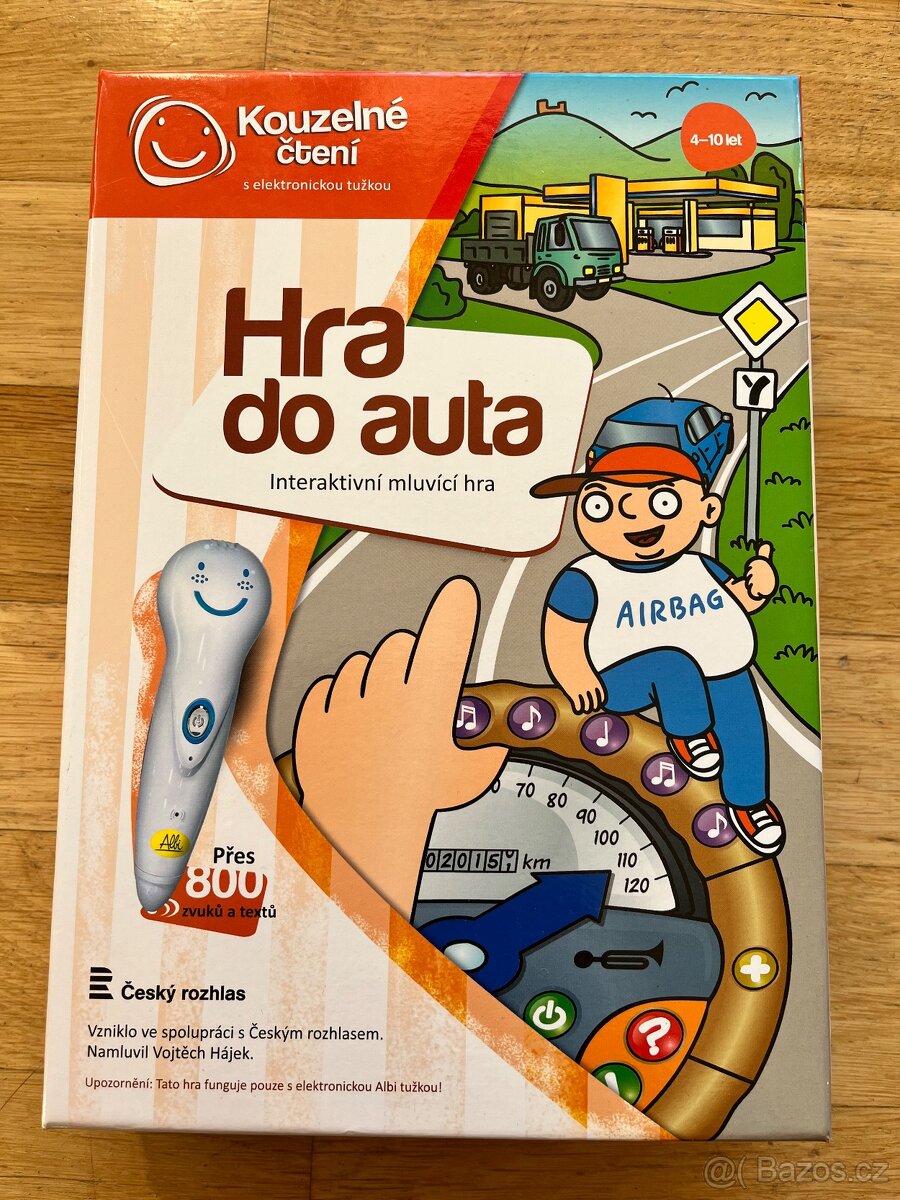 Kouzelné
čtení
s elektronickou tužkou
4–10 let
Hra
do auta
Interaktivní mluvící hra
AIRBAG
70
80
90
100
110
120
02015
km
Albi
Přes
800
zvuků a textů
Český rozhlas
Vzniklo ve spolupráci s Českým rozhlasem.
Namluvil Vojtěch Hájek.
Upozornění: Tato hra funguje pouze s elektronickou Albi tužkou!
@( Bazos.cz